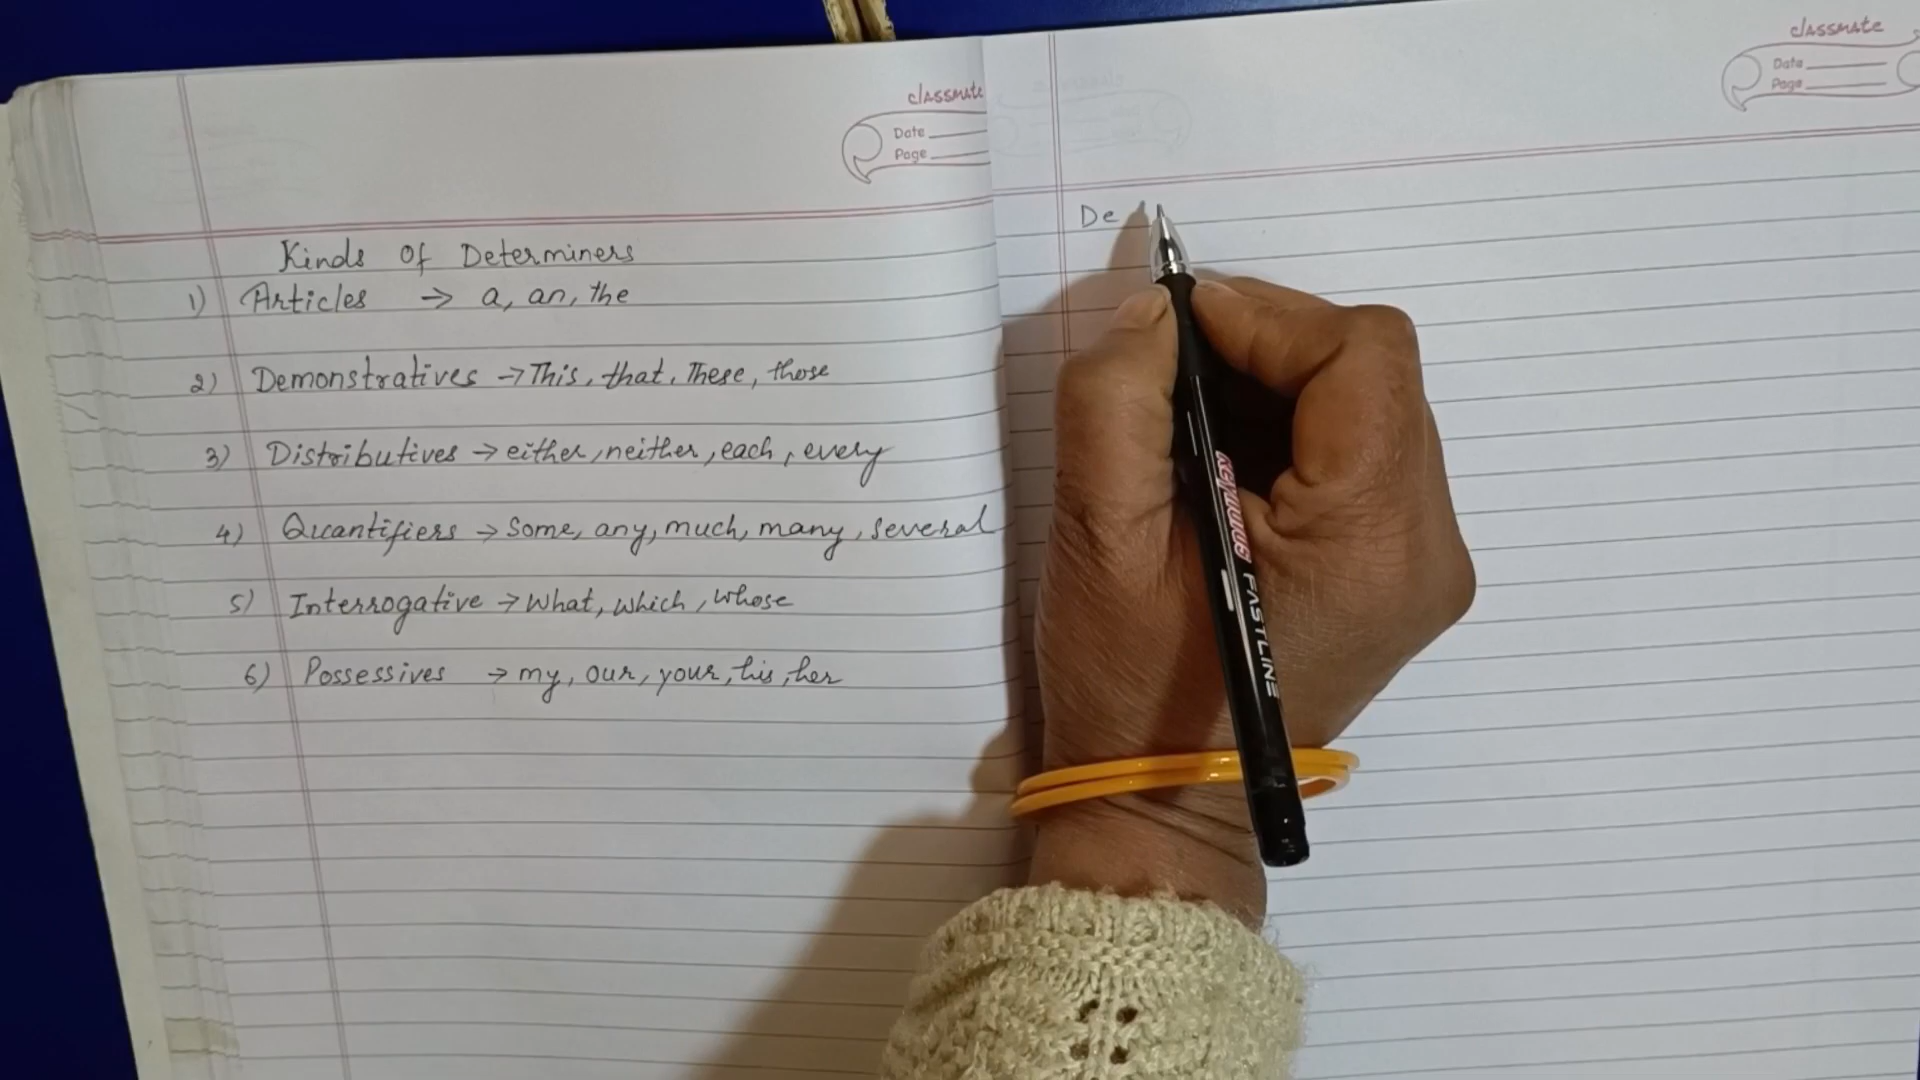 classmate
Date
Page
Kinds of Determiners
1) Articles → a, an, the
2) Demonstratives → This, that, These, those
3) Distributives → either, neither, each, every
4) Quantifiers → Some, any, much, many, several
5) Interrogative → What, which, whose
6) Possessives → my, our, your, his, her
classmate
Date
Page
De
REYNOLDS FASTLINE